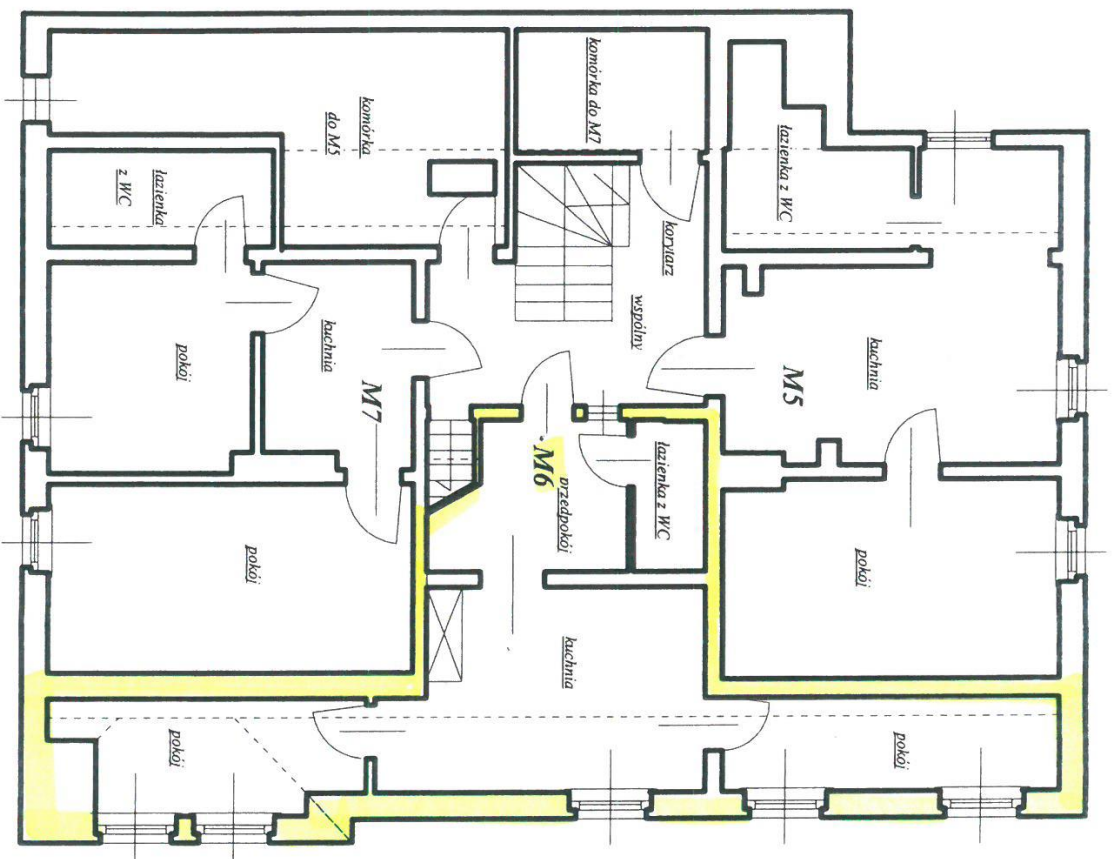 komórka
do M5
komórka do M7
łazienka z WC
łazienka
z WC
korytarz
wspólny
pokój
kuchnia
M7
M5
kuchnia
M6
przedpokój
łazienka z WC
pokój
pokój
kuchnia
pokój
pokój